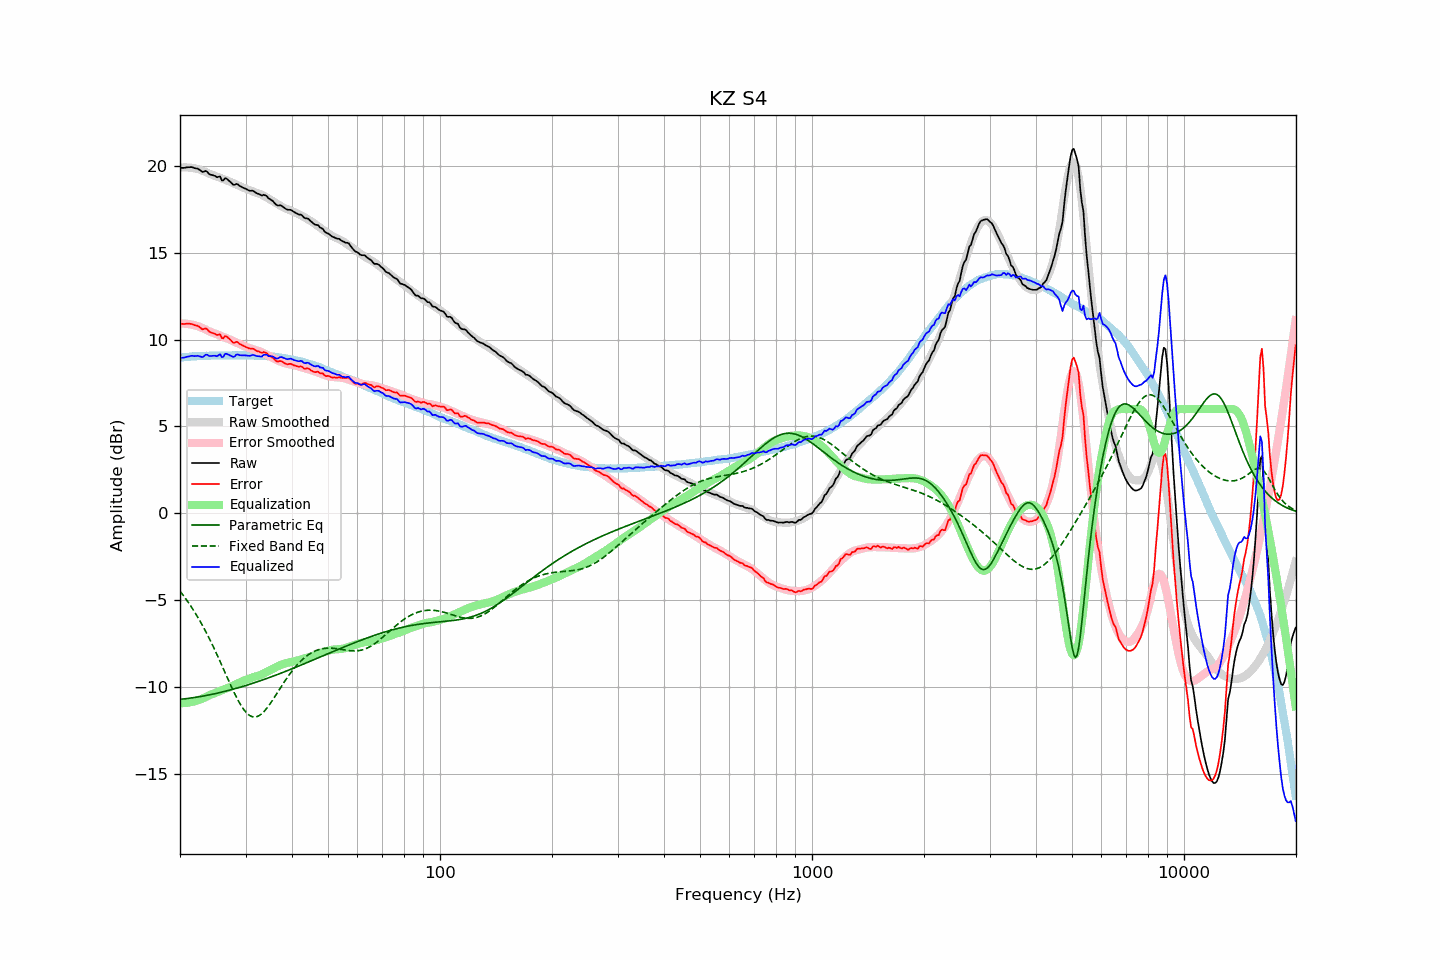 KZ S4
20
15
10
5
0
−5
−10
−15
Amplitude (dBr)
Target
Raw Smoothed
Error Smoothed
Raw
Error
Equalization
Parametric Eq
Fixed Band Eq
Equalized
100
1000
10000
Frequency (Hz)